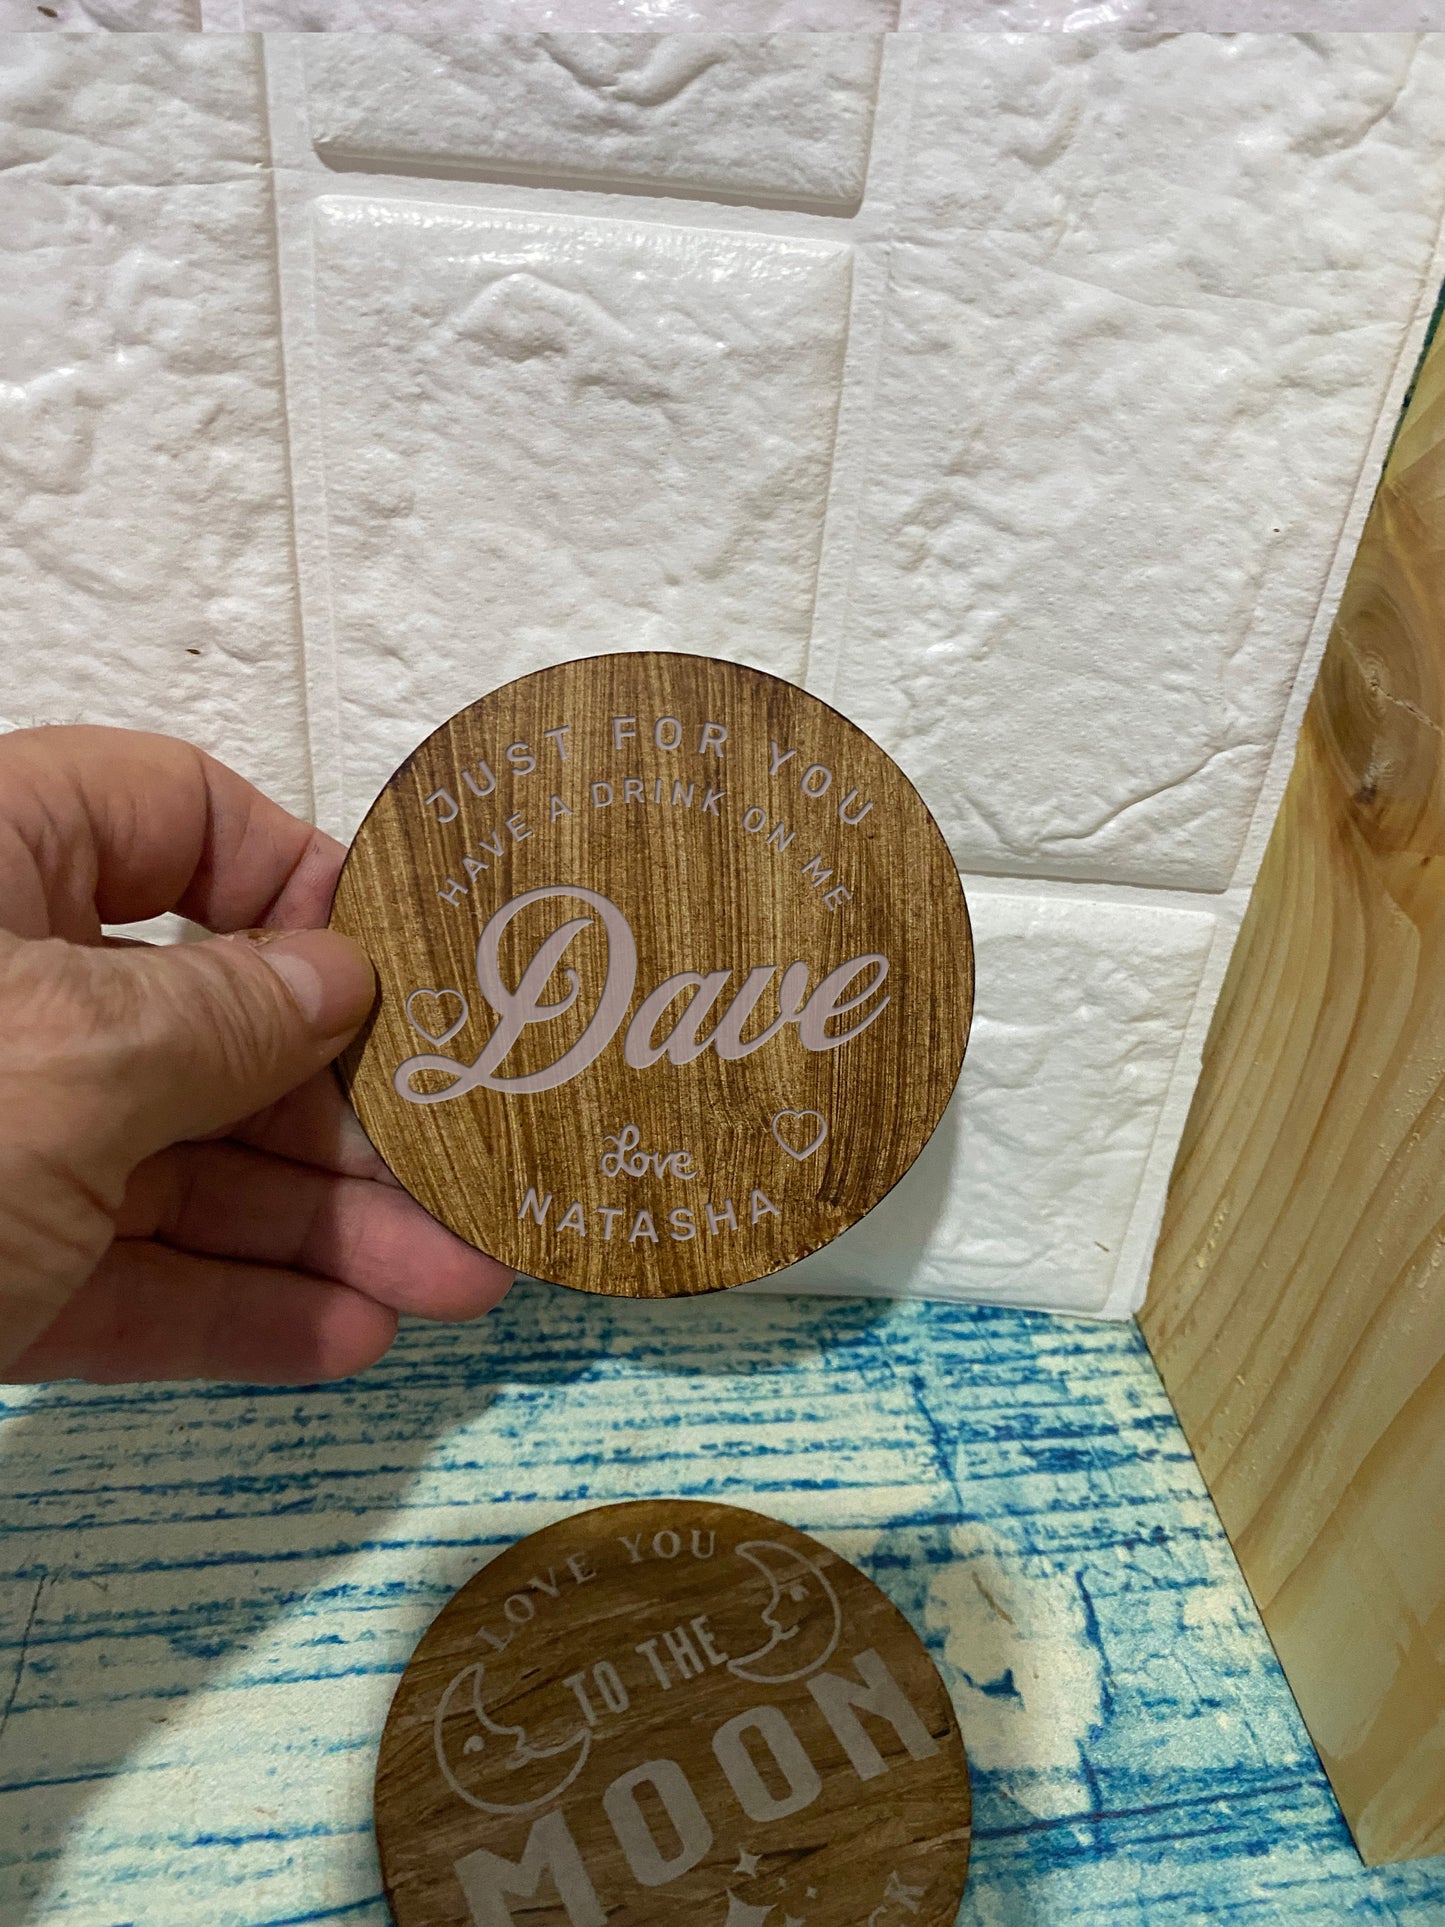 JUST FOR YOU
HAVE A DRINK ON ME
Dave
Love
NATASHA
LOVE YOU
TO THE
MOON